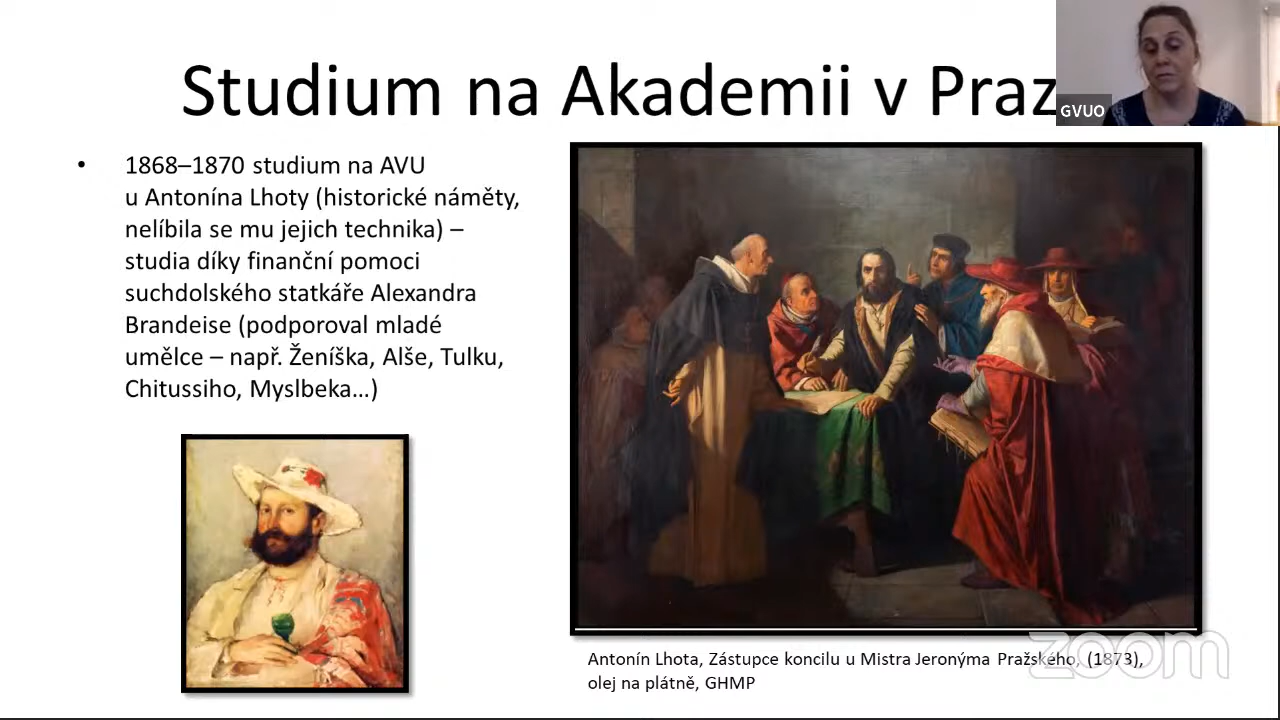 Studium na Akademii v Praz
GVUO
• 1868–1870 studium na AVU
u Antonína Lhoty (historické náměty,
nelíbila se mu jejich technika) –
studia díky finanční pomoci
suchdolského statkáře Alexandra
Brandeise (podporoval mladé
umělce – např. Ženíška, Alše, Tulku,
Chitussiho, Myslbeka…)
Antonín Lhota, Zástupce koncilu u Mistra Jeronýma Pražského, (1873),
olej na plátně, GHMP
zoom